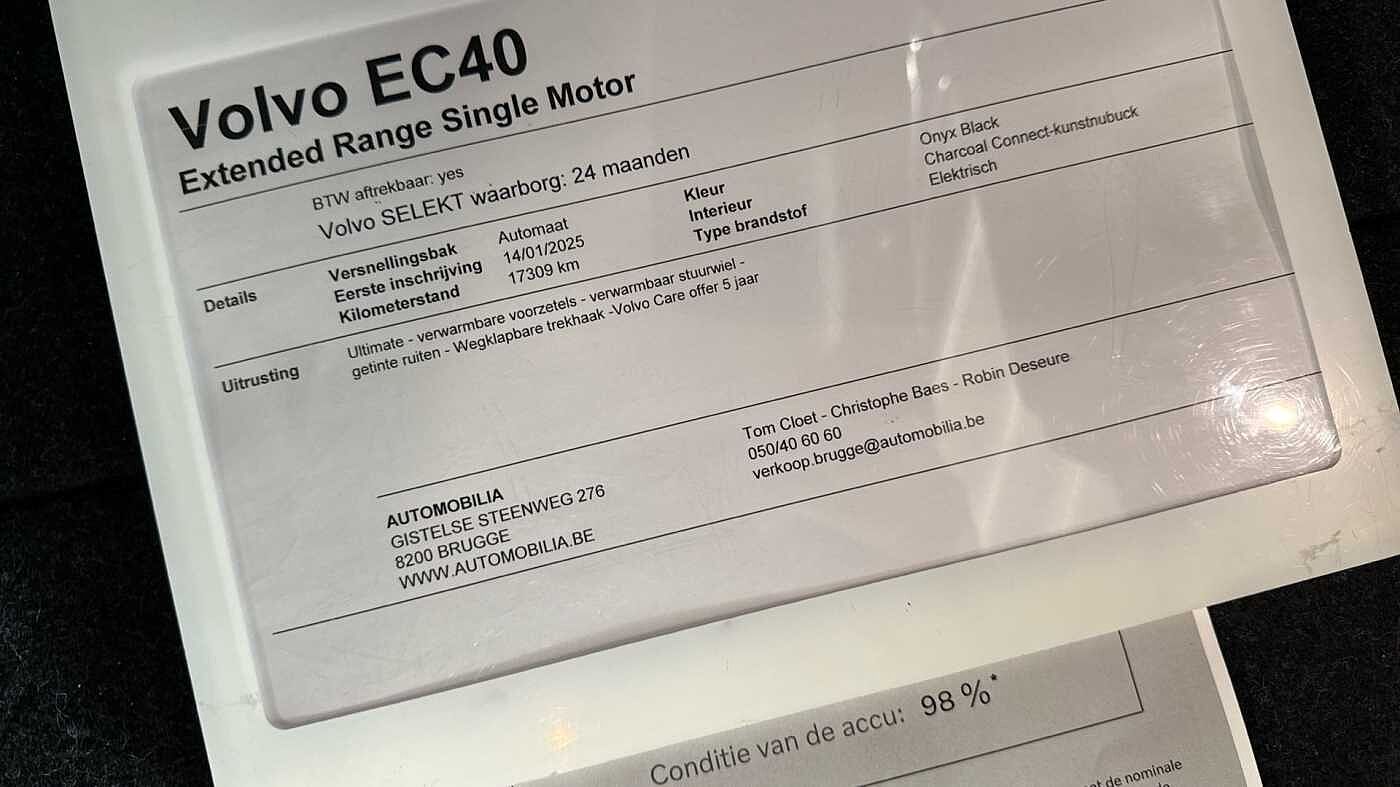 Volvo EC40
Extended Range Single Motor
BTW aftrekbaar: yes
Volvo SELEKT waarborg: 24 maanden
Details
Versnellingsbak Automaat
Eerste inschrijving 14/01/2025
Kilometerstand 17309 km
Kleur Onyx Black
Interieur Charcoal Connect-kunstnubuck
Type brandstof Elektrisch
Uitrusting
Ultimate - verwarmbare voorzetels - verwarmbaar stuurwiel -
getinte ruiten - Wegklapbare trekhaak -Volvo Care offer 5 jaar
AUTOMOBILIA
GISTELSE STEENWEG 276
8200 BRUGGE
WWW.AUTOMOBILIA.BE
Tom Cloet - Christophe Baes - Robin Deseure
050/40 60 60
verkoop.brugge@automobilia.be
Conditie van de accu: 98 %*
de nominale